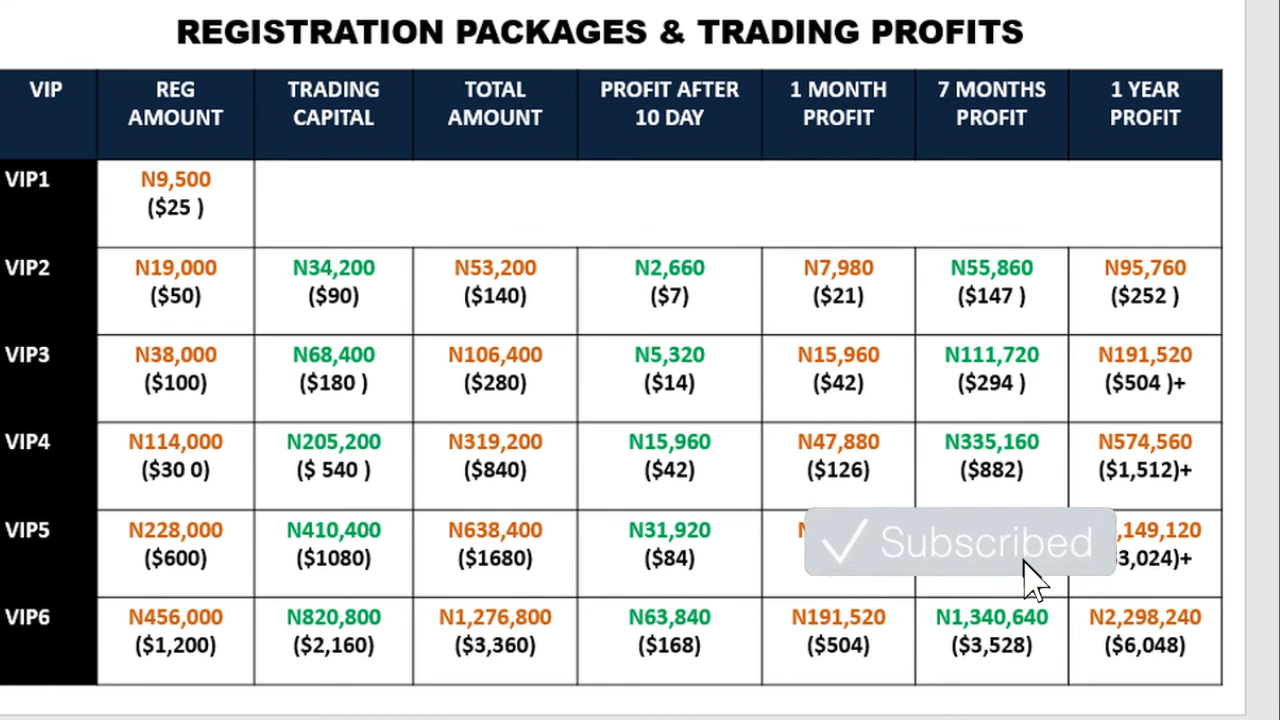 REGISTRATION PACKAGES & TRADING PROFITS
VIP REG AMOUNT TRADING CAPITAL TOTAL AMOUNT PROFIT AFTER 10 DAY 1 MONTH PROFIT 7 MONTHS PROFIT 1 YEAR PROFIT
VIP1 N9,500
($25 )
VIP2 N19,000 N34,200 N53,200 N2,660 N7,980 N55,860 N95,760
($50) ($90) ($140) ($7) ($21) ($147 ) ($252 )
VIP3 N38,000 N68,400 N106,400 N5,320 N15,960 N111,720 N191,520
($100) ($180 ) ($280) ($14) ($42) ($294 ) ($504 )+
VIP4 N114,000 N205,200 N319,200 N15,960 N47,880 N335,160 N574,560
($30 0) ($ 540 ) ($840) ($42) ($126) ($882) ($1,512)+
VIP5 N228,000 N410,400 N638,400 N31,920 N ,149,120
($600) ($1080) ($1680) ($84) 3,024)+
Subscribed
VIP6 N456,000 N820,800 N1,276,800 N63,840 N191,520 N1,340,640 N2,298,240
($1,200) ($2,160) ($3,360) ($168) ($504) ($3,528) ($6,048)